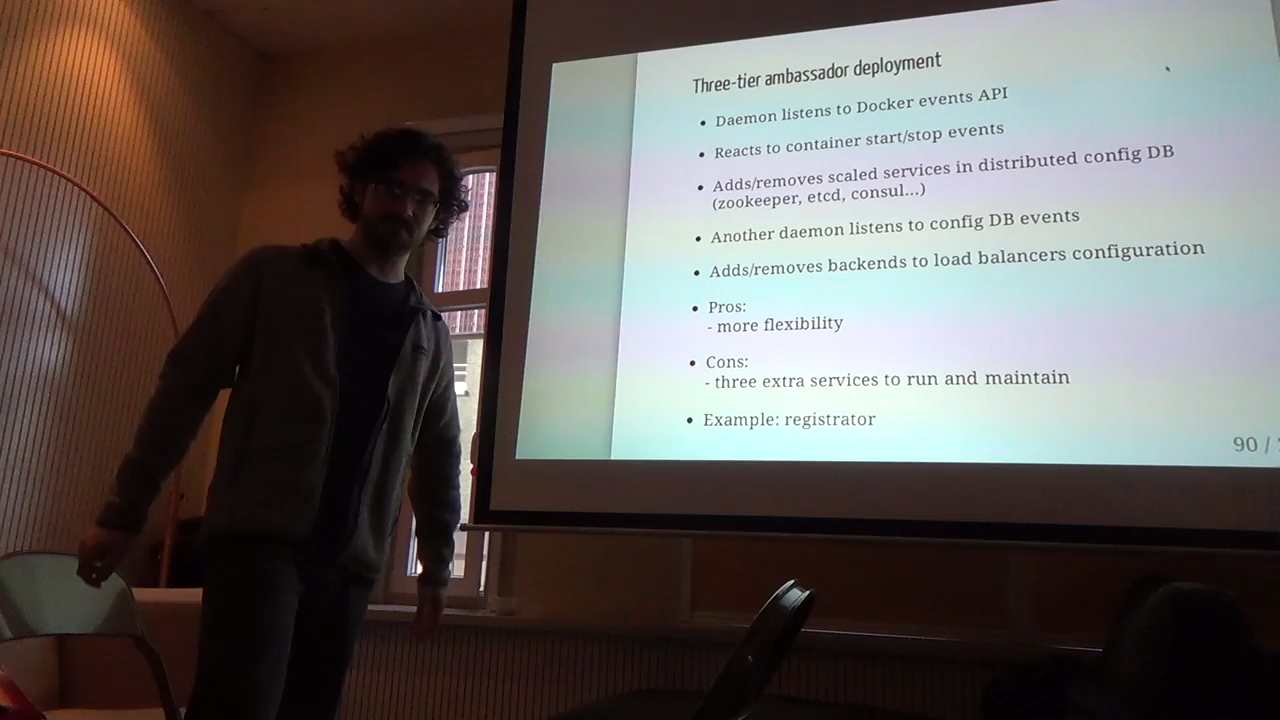 Three-tier ambassador deployment
• Daemon listens to Docker events API
• Reacts to container start/stop events
• Adds/removes scaled services in distributed config DB
(zookeeper, etcd, consul...)
• Another daemon listens to config DB events
• Adds/removes backends to load balancers configuration
• Pros:
- more flexibility
• Cons:
- three extra services to run and maintain
• Example: registrator
90 /